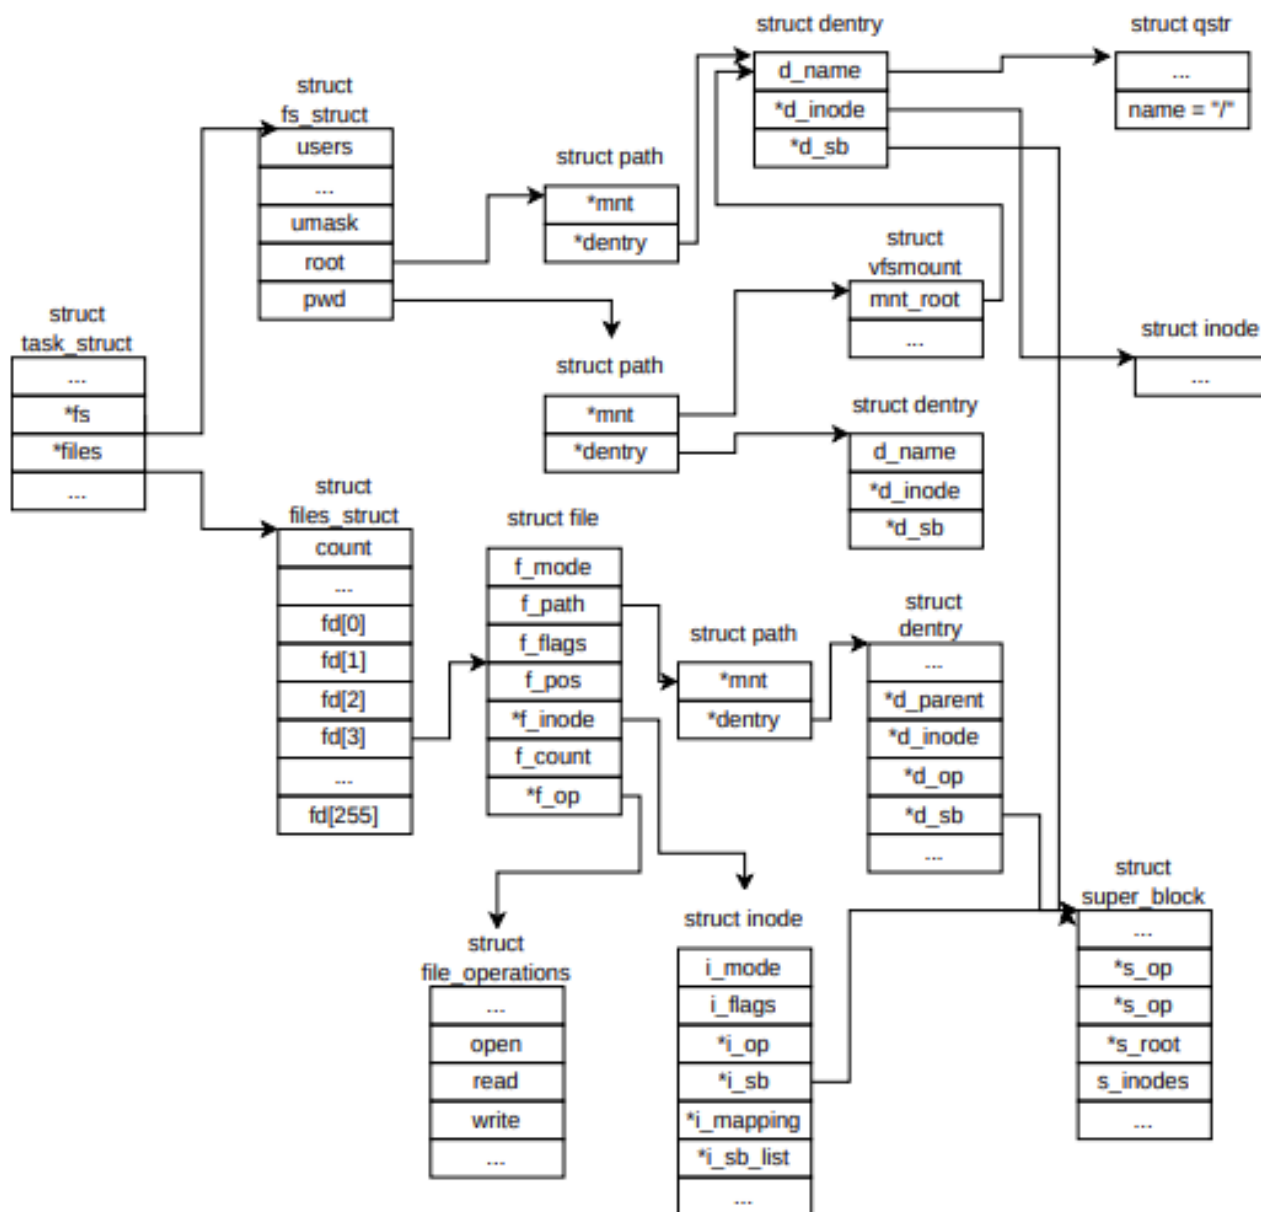 struct dentry
d_name
*d_inode
*d_sb
struct qstr
...
name = "/"
struct
fs_struct
users
...
umask
root
pwd
struct path
*mnt
*dentry
struct
vfsmount
mnt_root
...
struct inode
...
struct
task_struct
...
*fs
*files
...
struct path
*mnt
*dentry
struct dentry
d_name
*d_inode
*d_sb
struct
files_struct
count
...
fd[0]
fd[1]
fd[2]
fd[3]
...
fd[255]
struct file
f_mode
f_path
f_flags
f_pos
*f_inode
f_count
*f_op
struct path
*mnt
*dentry
struct
dentry
...
*d_parent
*d_inode
*d_op
*d_sb
...
struct
file_operations
...
open
read
write
...
struct inode
i_mode
i_flags
*i_op
*i_sb
*i_mapping
*i_sb_list
...
struct
super_block
...
*s_op
*s_op
*s_root
s_inodes
...